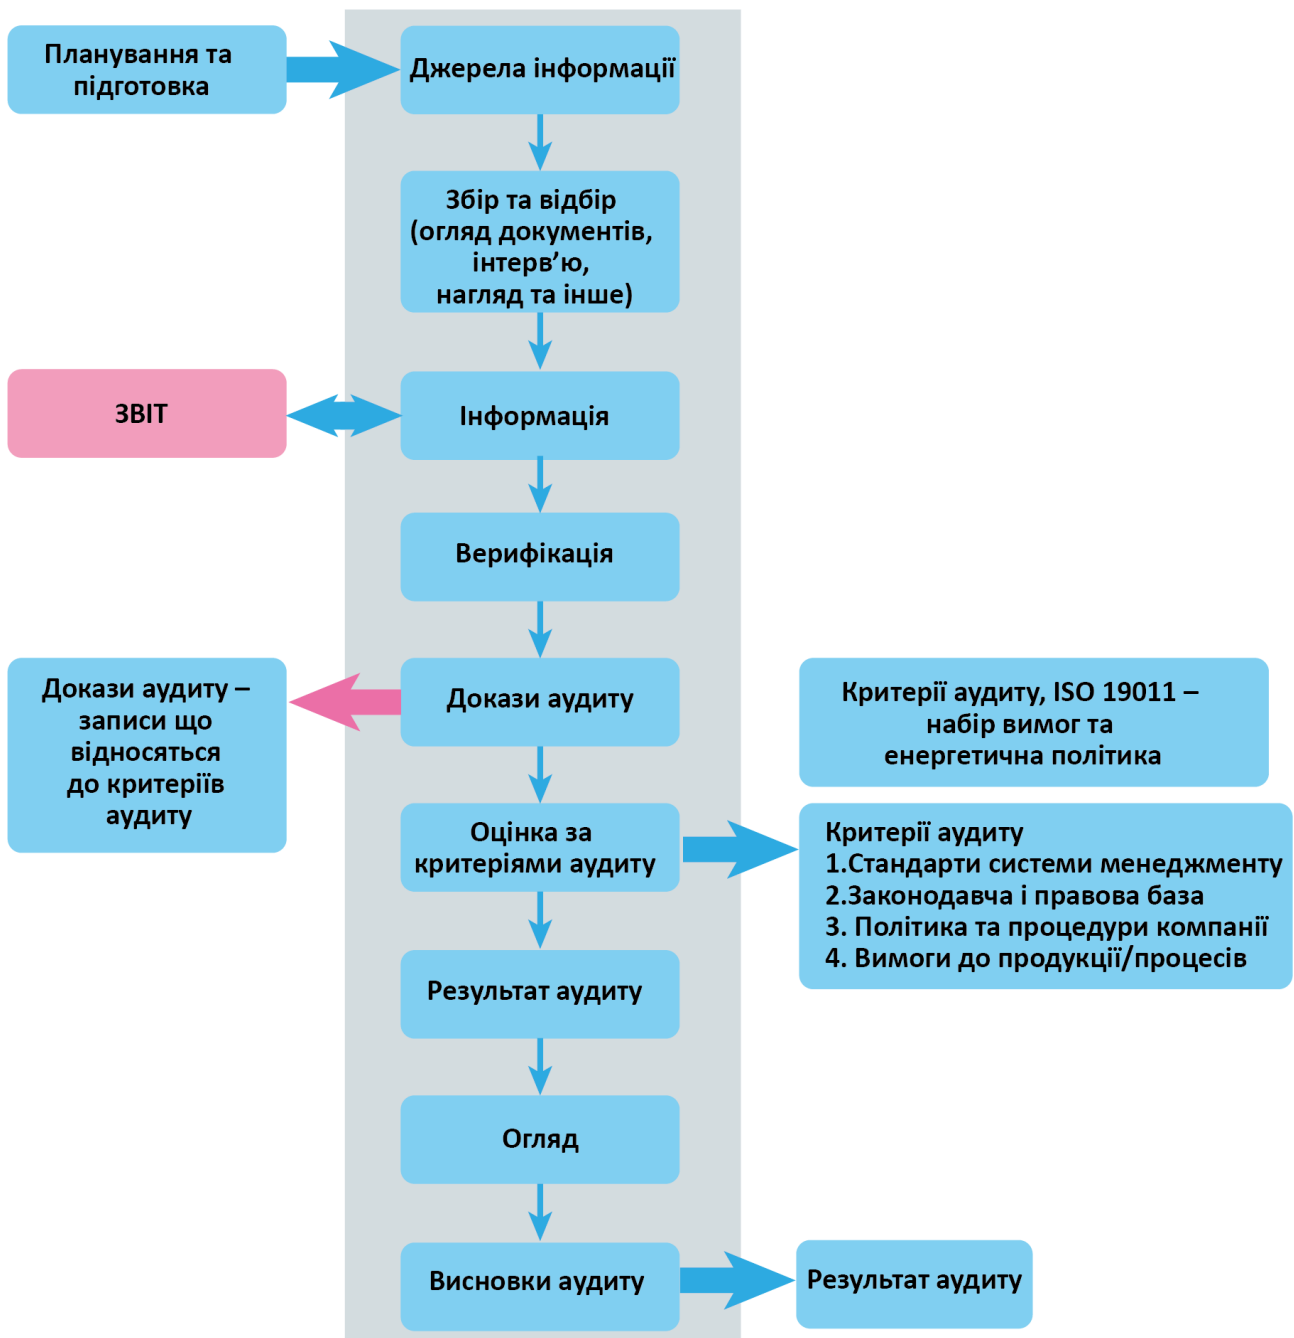 Планування та
підготовка
Джерела інформації
Збір та відбір
(огляд документів,
інтерв’ю,
нагляд та інше)
ЗВІТ
Інформація
Верифікація
Докази аудиту –
записи що
відносяться
до критеріїв
аудиту
Докази аудиту
Критерії аудиту, ISO 19011 –
набір вимог та
енергетична політика
Оцінка за
критеріями аудиту
Критерії аудиту
1.Стандарти системи менеджменту
2.Законодавча і правова база
3. Політика та процедури компанії
4. Вимоги до продукції/процесів
Результат аудиту
Огляд
Висновки аудиту
Результат аудиту